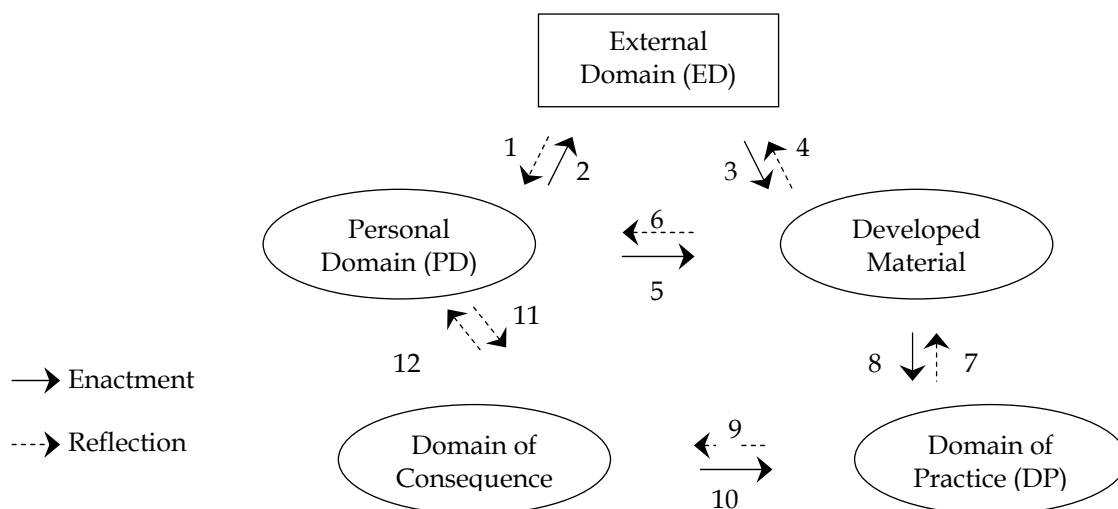 External
Domain (ED)
1
2
3
4
Personal
Domain (PD)
6
5
Developed
Material
11
12
8
7
Enactment
Reflection
Domain of
Consequence
9
10
Domain of
Practice (DP)